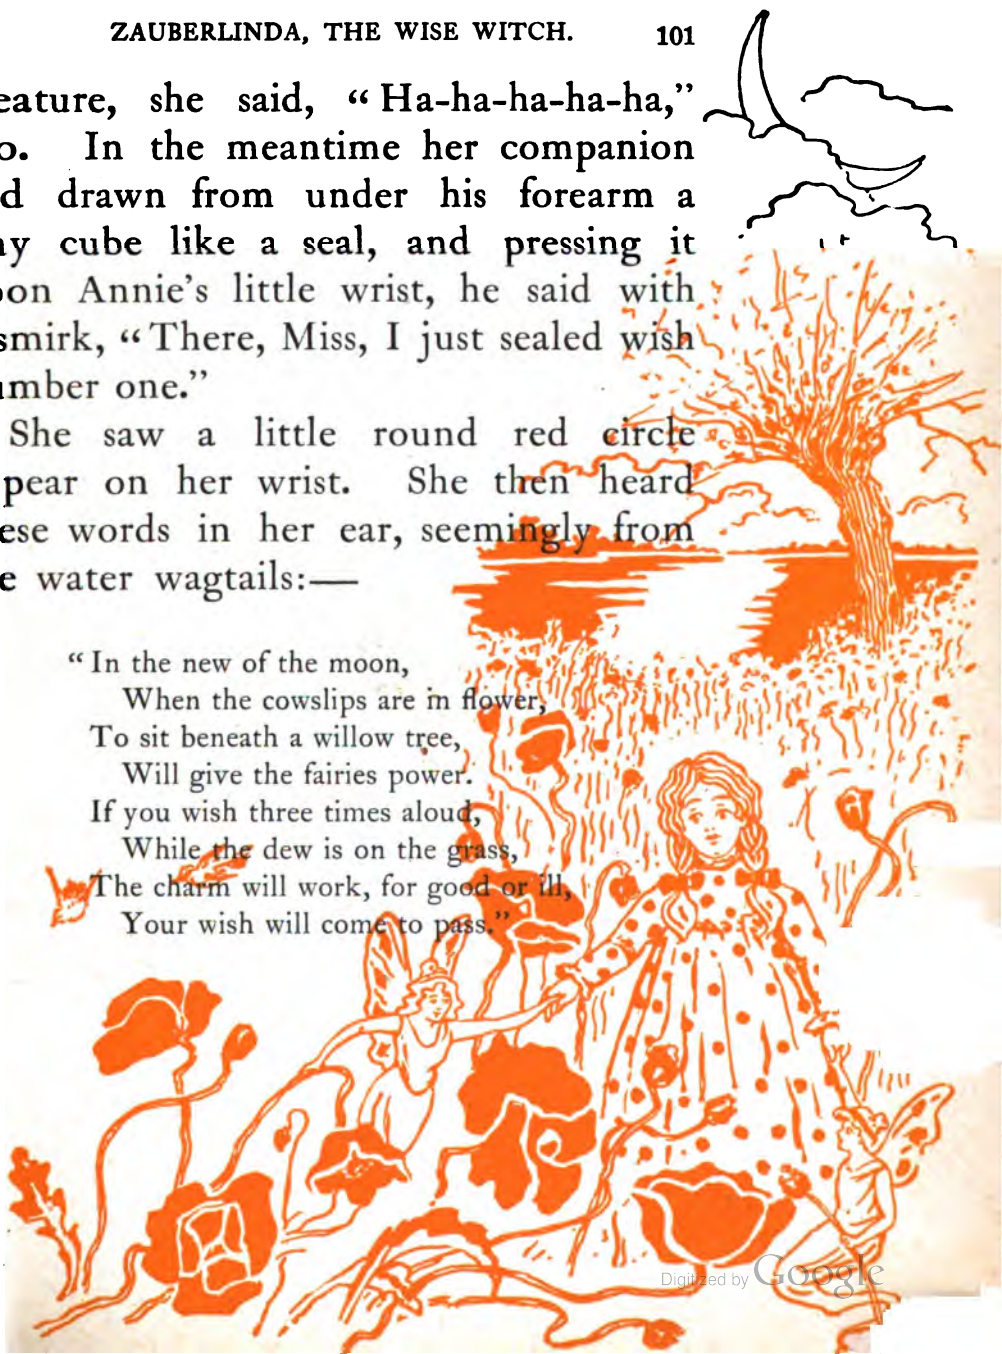 ZAUBERLINDA, THE WISE WITCH. 101
eature, she said, “Ha-ha-ha-ha-ha,”
o. In the meantime her companion
d drawn from under his forearm a
ny cube like a seal, and pressing it
pon Annie’s little wrist, he said with
smirk, “There, Miss, I just sealed wish
umber one.”
She saw a little round red circle
pear on her wrist. She then heard
ese words in her ear, seemingly from
e water wagtails:—
“In the new of the moon,
When the cowslips are in flower,
To sit beneath a willow tree,
Will give the fairies power.
If you wish three times aloud,
While the dew is on the grass,
The charm will work, for good or ill,
Your wish will come to pass.”
Digitized by Google